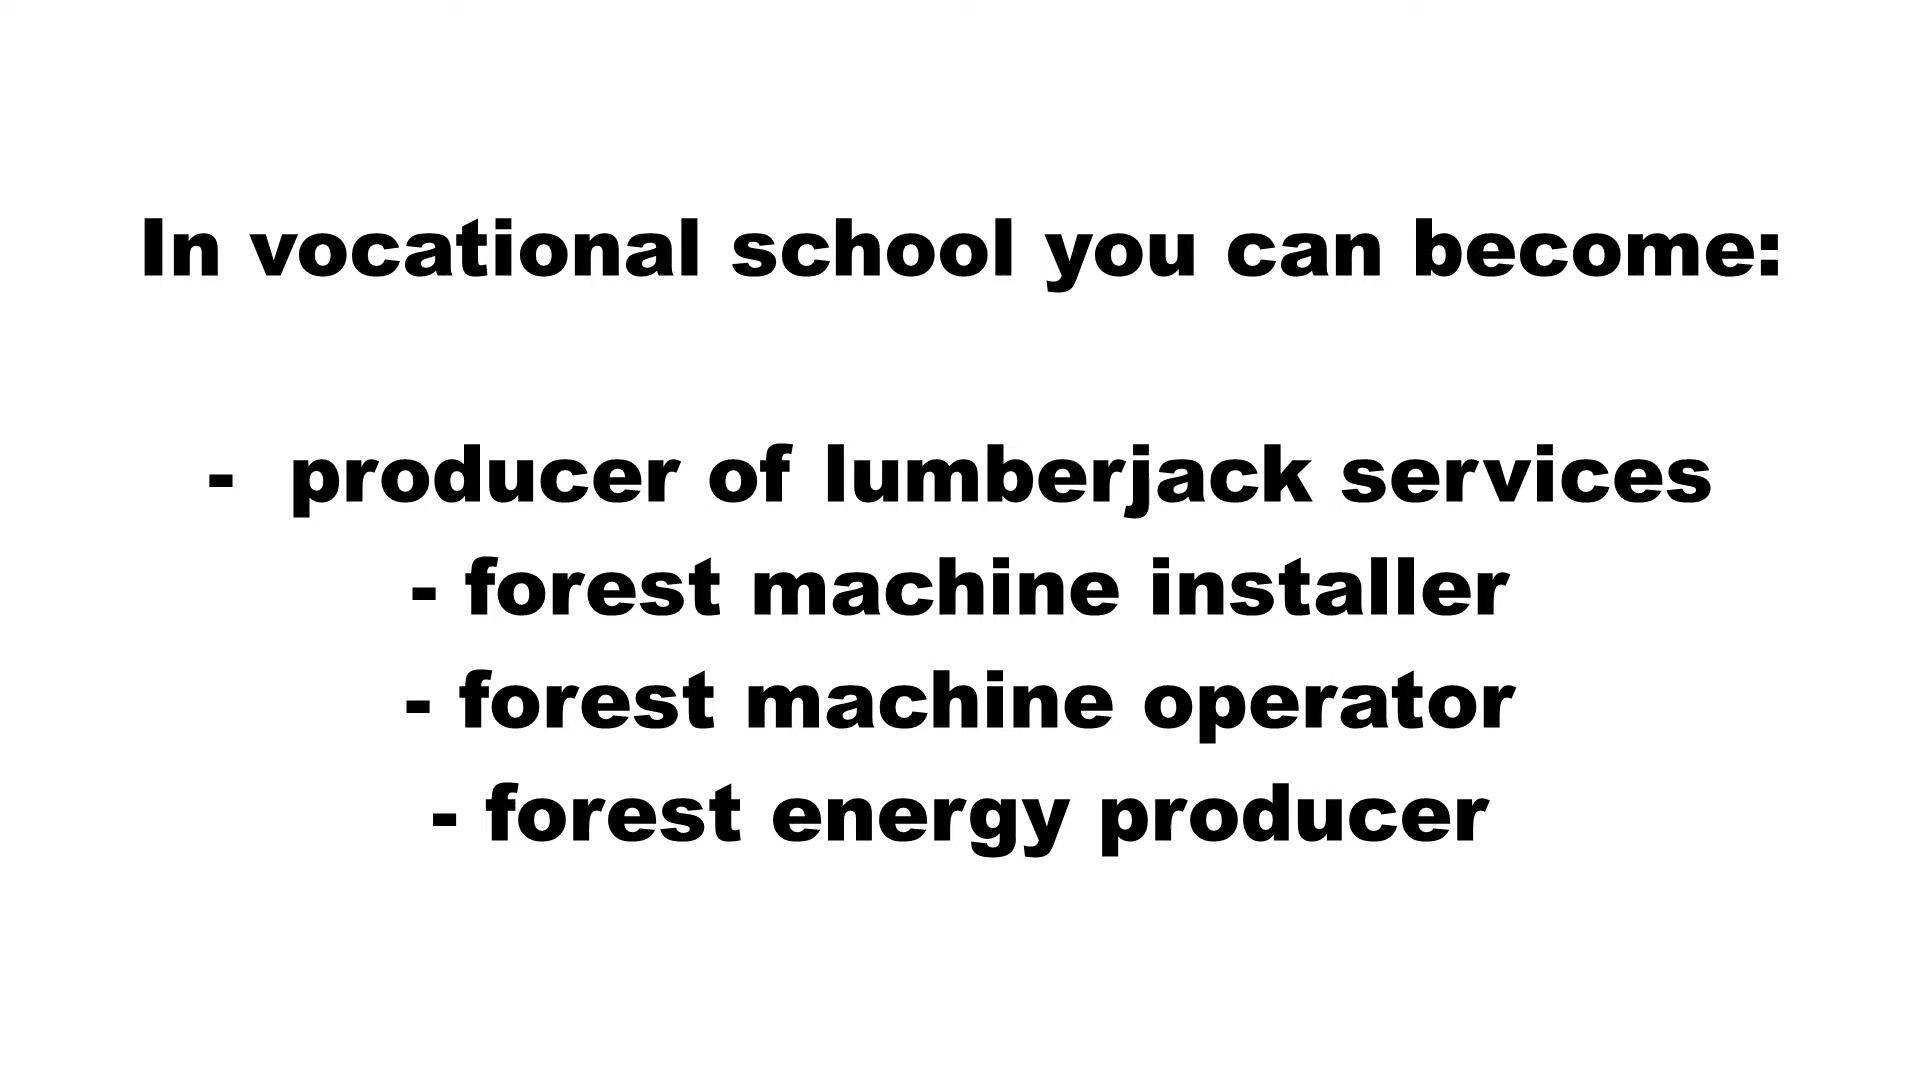 In vocational school you can become:
- producer of lumberjack services
- forest machine installer
- forest machine operator
- forest energy producer